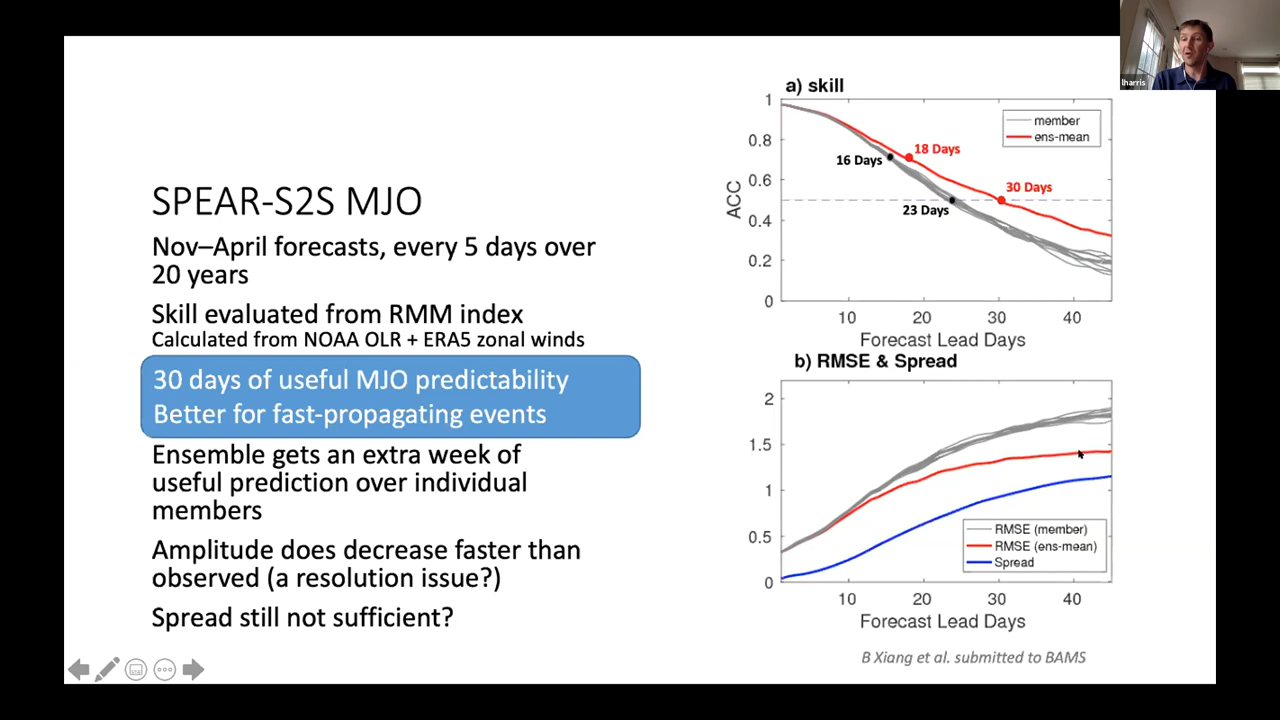 lharris
SPEAR-S2S MJO
Nov–April forecasts, every 5 days over
20 years
Skill evaluated from RMM index
Calculated from NOAA OLR + ERA5 zonal winds
30 days of useful MJO predictability
Better for fast-propagating events
Ensemble gets an extra week of
useful prediction over individual
members
Amplitude does decrease faster than
observed (a resolution issue?)
Spread still not sufficient?
a) skill
1
0.8
0.6
0.4
0.2
0
ACC
member
ens-mean
16 Days
18 Days
23 Days
30 Days
10 20 30 40
Forecast Lead Days
b) RMSE & Spread
2
1.5
1
0.5
0
RMSE (member)
RMSE (ens-mean)
Spread
10 20 30 40
Forecast Lead Days
B Xiang et al. submitted to BAMS